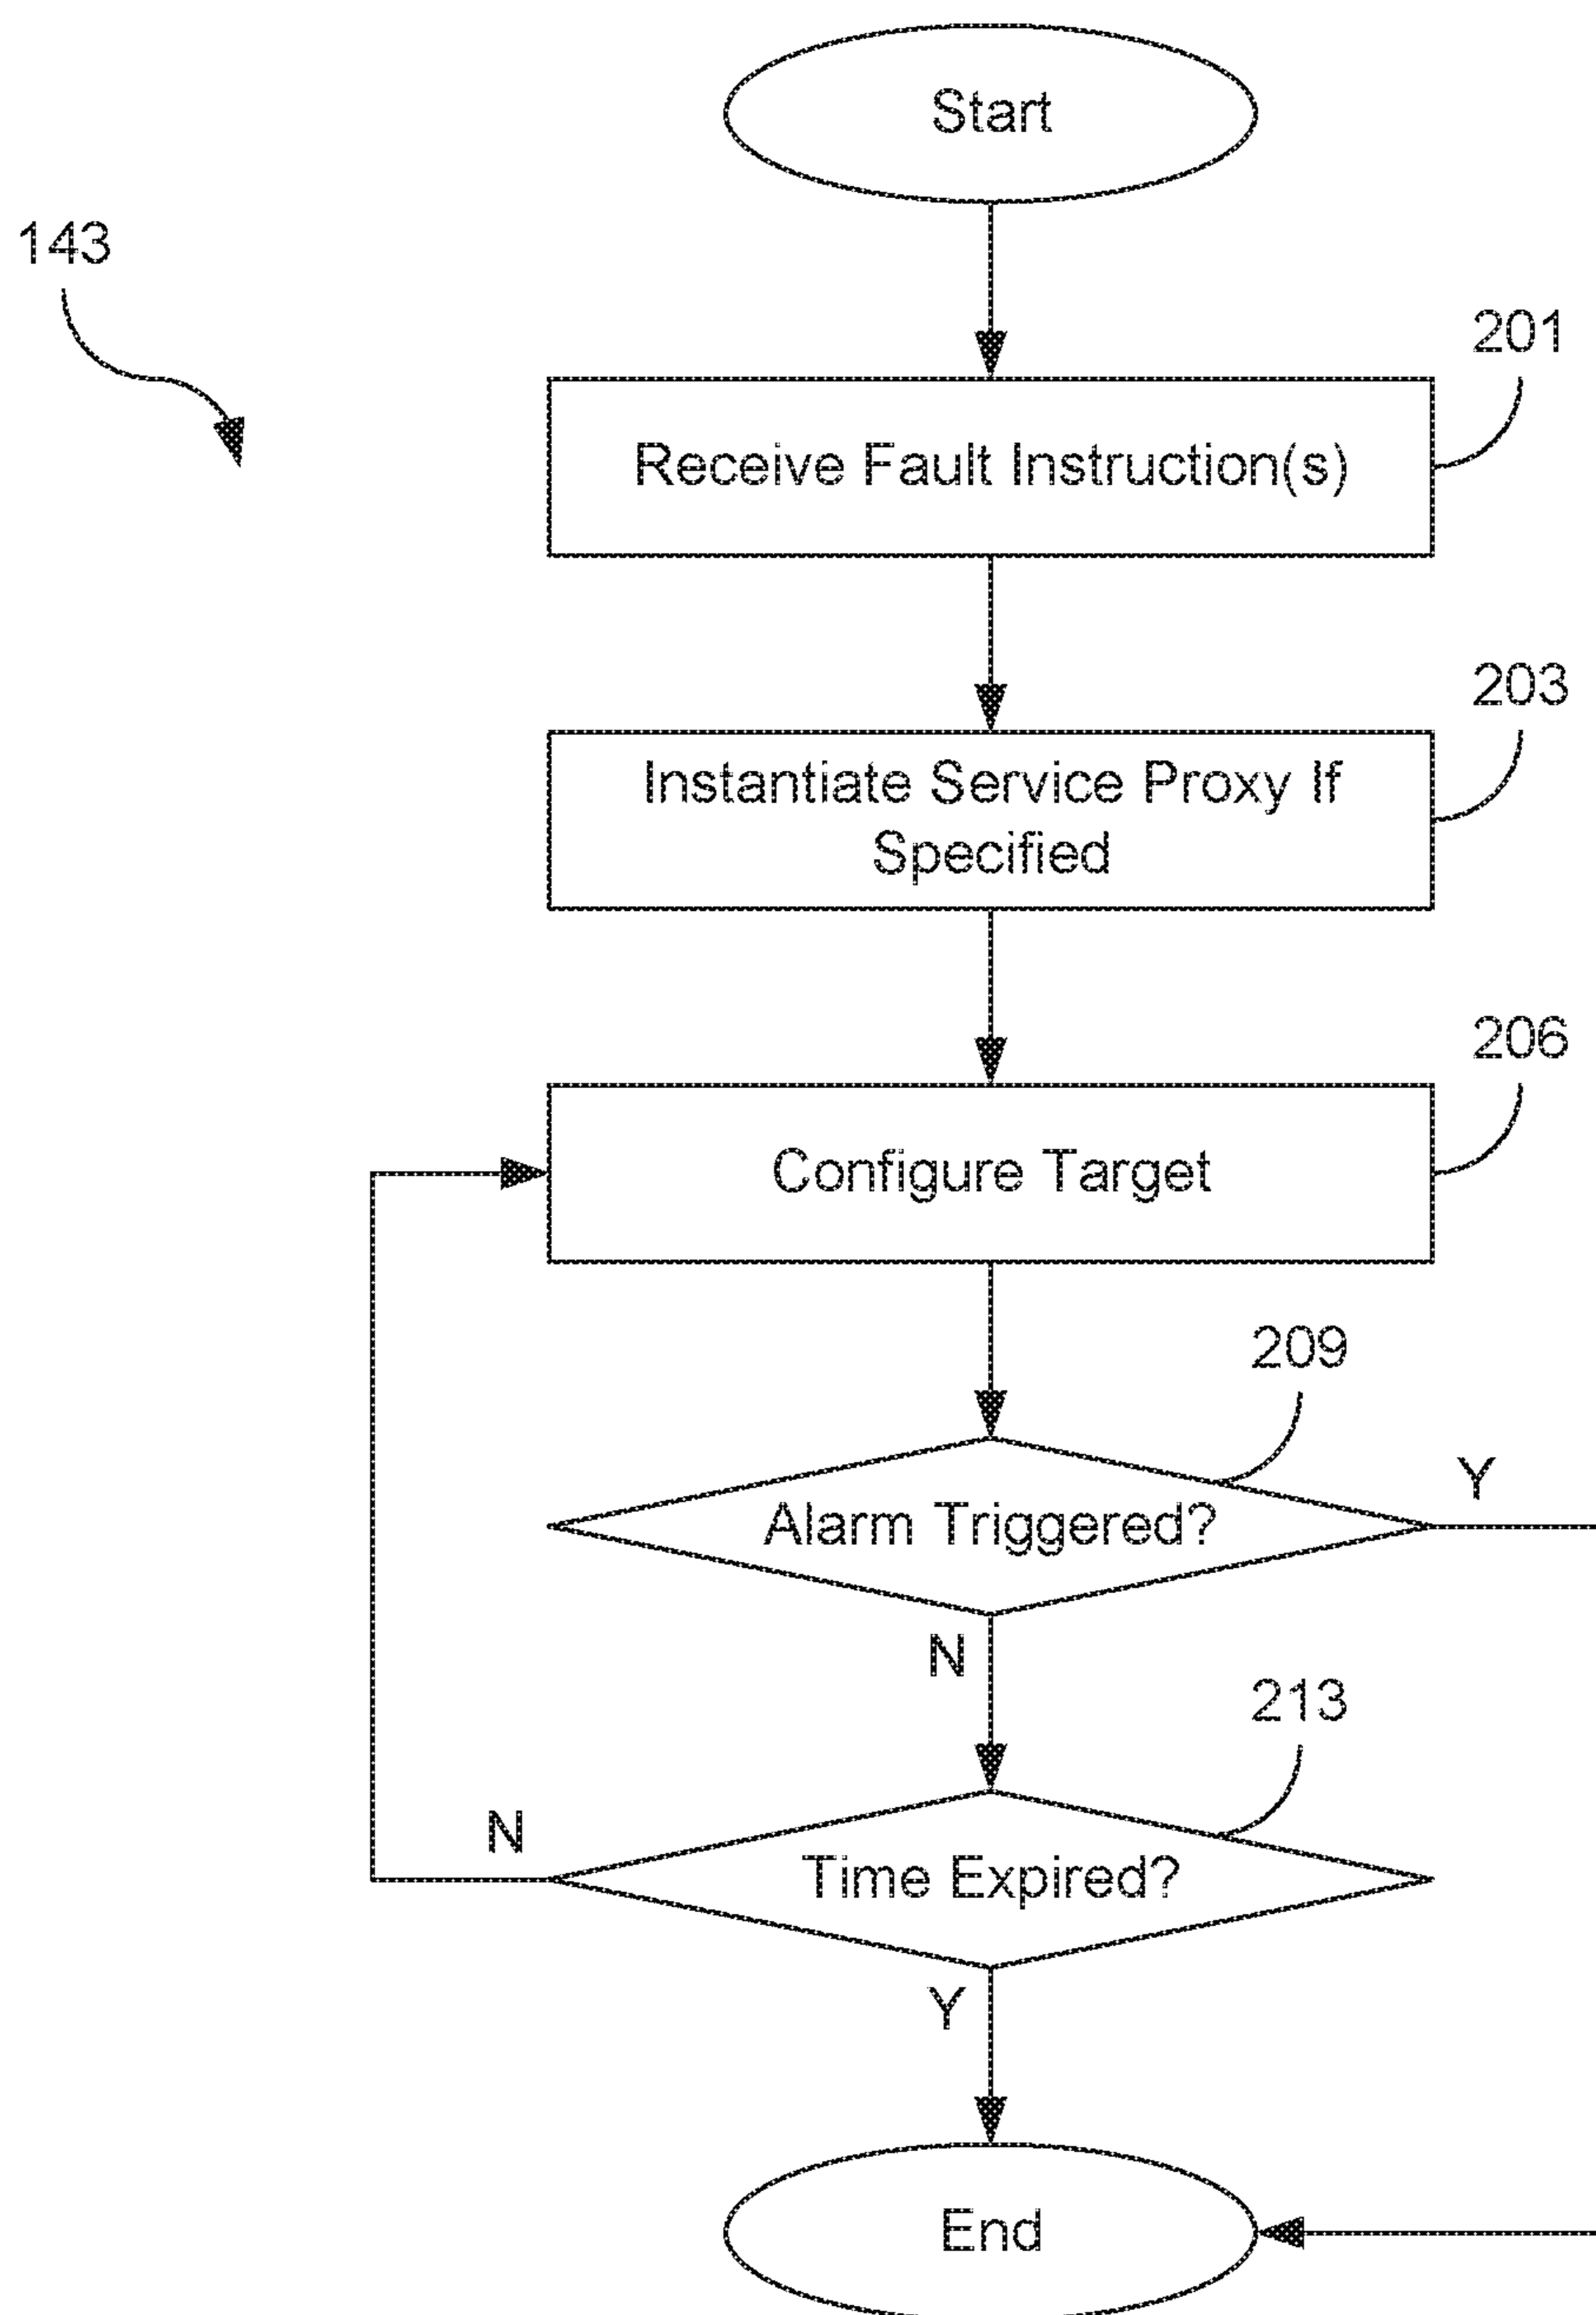 Start
143
201
Receive Fault Instruction(s)
203
Instantiate Service Proxy If
Specified
206
Configure Target
209
Y
Alarm Triggered?
N
213
N
Time Expired?
Y
End